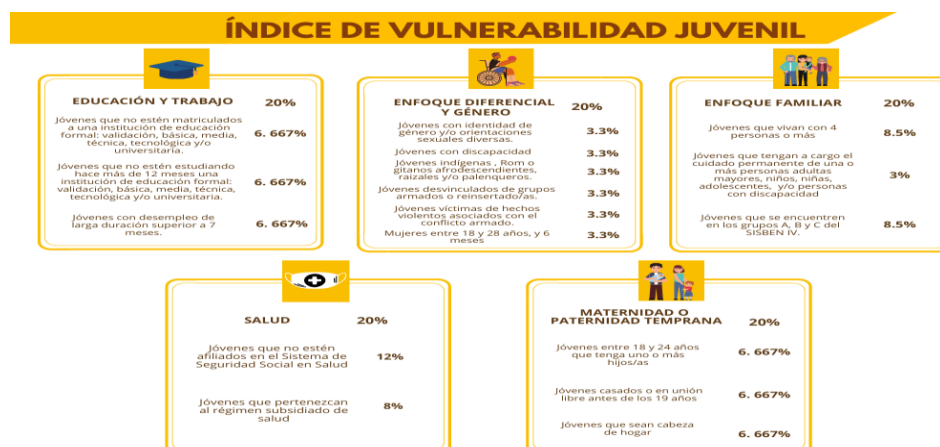 ÍNDICE DE VULNERABILIDAD JUVENIL
EDUCACIÓN Y TRABAJO 20%
Jóvenes que no estén matriculados
a una institución de educación
formal: validación, básica, media,
técnica, tecnológica y/o
universitaria.
6. 667%
Jóvenes que no estén estudiando
hace más de 12 meses una
institución de educación formal:
validación, básica, media, técnica,
tecnológica y/o universitaria.
6. 667%
Jóvenes con desempleo de
larga duración superior a 7
meses.
6. 667%
ENFOQUE DIFERENCIAL
Y GÉNERO
20%
Jóvenes con identidad de
género y/o orientaciones
sexuales diversas.
3.3%
Jóvenes con discapacidad
3.3%
Jóvenes indígenas , Rom o
gitanos afrodescendientes,
raizales y/o palenqueros.
3.3%
Jóvenes desvinculados de grupos
armados o reinsertado/as.
3.3%
Jóvenes víctimas de hechos
violentos asociados con el
conflicto armado.
3.3%
Mujeres entre 18 y 28 años, y 6
meses
3.3%
ENFOQUE FAMILIAR 20%
Jóvenes que vivan con 4
personas o más
8.5%
Jóvenes que tengan a cargo el
cuidado permanente de una o
más personas adultas
mayores, niños, niñas,
adolescentes, y/o personas
con discapacidad
3%
Jóvenes que se encuentren
en los grupos A, B y C del
SISBEN IV.
8.5%
SALUD 20%
Jóvenes que no estén
afiliados en el Sistema de
Seguridad Social en Salud
12%
Jóvenes que pertenezcan
al régimen subsidiado de
salud
8%
MATERNIDAD O
PATERNIDAD TEMPRANA
20%
Jóvenes entre 18 y 24 años
que tenga uno o más
hijos/as
6. 667%
Jóvenes casados o en unión
libre antes de los 19 años
6. 667%
Jóvenes que sean cabeza
de hogar
6. 667%